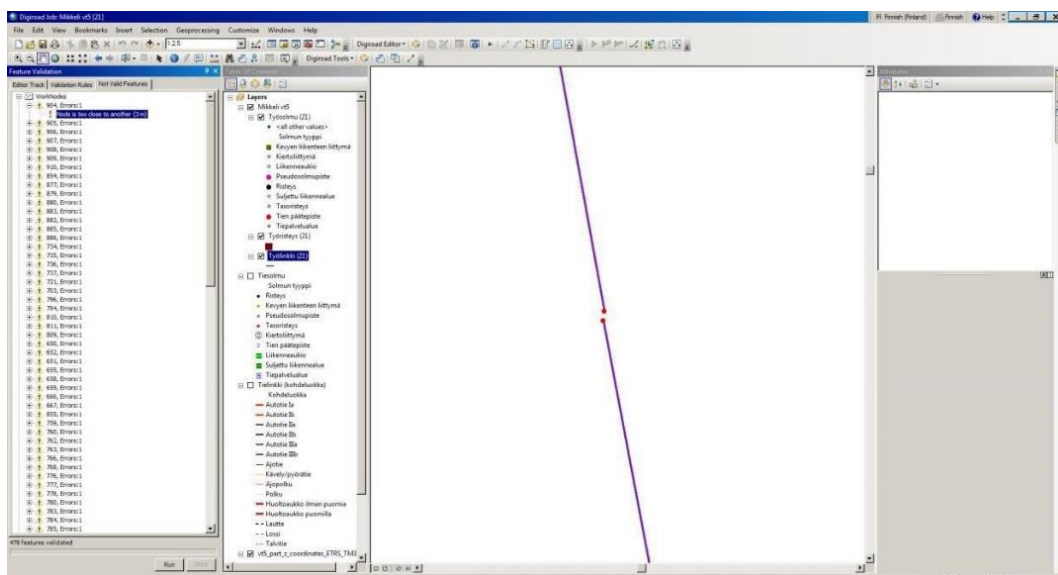 Digiroad Job: Mikkeli vt5 [21]
FI Finnish (Finland) Finnish Help
File Edit View Bookmarks Insert Selection Geoprocessing Customize Windows Help
Digiroad Editor
Digiroad Tools
Feature Validation
Table Of Contents
Attributes
Editor Track Validation Rules Not Valid Features
WorkNodes
904, Errors:1
Node is too close to another (3 m)
905, Errors:1
906, Errors:1
907, Errors:1
908, Errors:1
909, Errors:1
910, Errors:1
854, Errors:1
877, Errors:1
879, Errors:1
880, Errors:1
883, Errors:1
882, Errors:1
885, Errors:1
886, Errors:1
734, Errors:1
735, Errors:1
736, Errors:1
737, Errors:1
721, Errors:1
703, Errors:1
796, Errors:1
794, Errors:1
810, Errors:1
811, Errors:1
809, Errors:1
630, Errors:1
652, Errors:1
651, Errors:1
655, Errors:1
658, Errors:1
659, Errors:1
666, Errors:1
667, Errors:1
855, Errors:1
759, Errors:1
760, Errors:1
762, Errors:1
763, Errors:1
766, Errors:1
768, Errors:1
776, Errors:1
777, Errors:1
778, Errors:1
780, Errors:1
783, Errors:1
784, Errors:1
785, Errors:1
478 features validated
Run
Layers
Mikkeli vt5
Työsolmu (21)
<all other values>
Solmun tyyppi
Kevyen liikenteen liittymä
Kiertoliittymä
Liikenneaukio
Pseudosolmupiste
Risteys
Suljettu liikennealue
Tasoristeys
Tien päätepiste
Tiepalvelualue
Työristeys (21)
Työlinkki (21)
Tiesolmu
Solmun tyyppi
Risteys
Kevyen liikenteen liittymä
Pseudosolmupiste
Tasoristeys
Kiertoliittymä
Tien päätepiste
Liikenneaukio
Suljettu liikennealue
Tiepalvelualue
Tielinkki (kohdeluokka)
Kohdeluokka
Autotie Ia
Autotie Ib
Autotie IIa
Autotie IIb
Autotie IIIa
Autotie IIIb
Ajotie
Kävely/pyörätie
Ajopolku
Polku
Huoltoaukko ilman puomia
Huoltoaukko puomilla
Lautta
Lossi
Talvitie
vt5_part_z_coordinates_ETRS_TM3